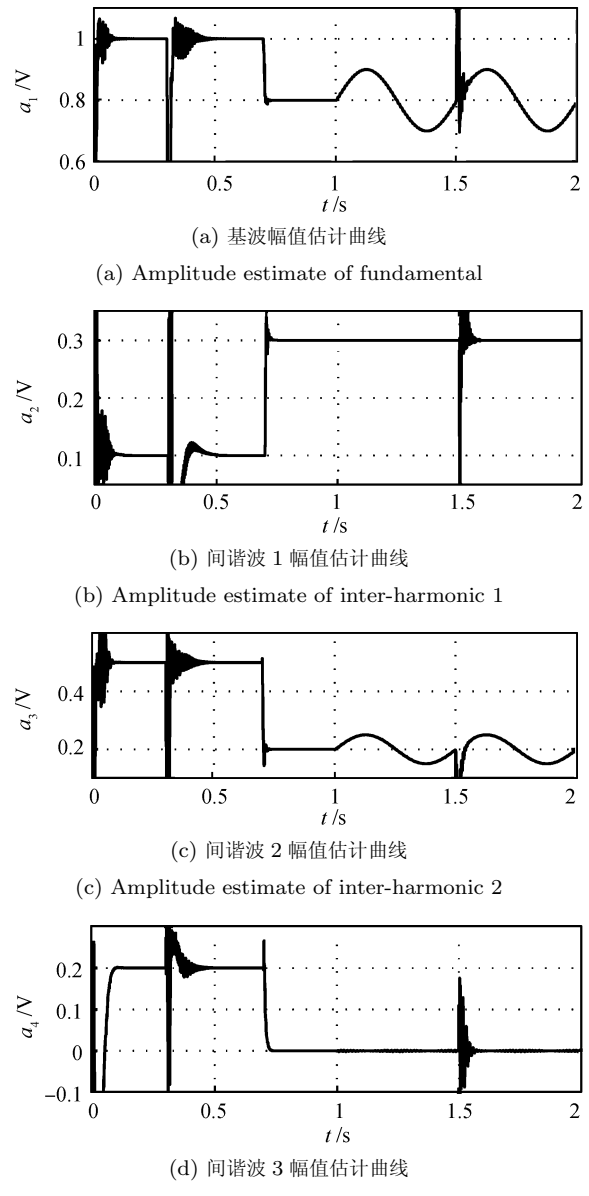 1
0.8
0.6
a₁ /V
0 0.5 1 1.5 2
t /s
(a) 基波幅值估计曲线
(a) Amplitude estimate of fundamental
0.3
0.2
0.1
a₂ /V
0 0.5 1 1.5 2
t /s
(b) 间谐波 1 幅值估计曲线
(b) Amplitude estimate of inter-harmonic 1
0.4
0.2
a₃ /V
0 0.5 1 1.5 2
t /s
(c) 间谐波 2 幅值估计曲线
(c) Amplitude estimate of inter-harmonic 2
0.2
0.1
0
−0.1
a₄ /V
0 0.5 1 1.5 2
t /s
(d) 间谐波 3 幅值估计曲线